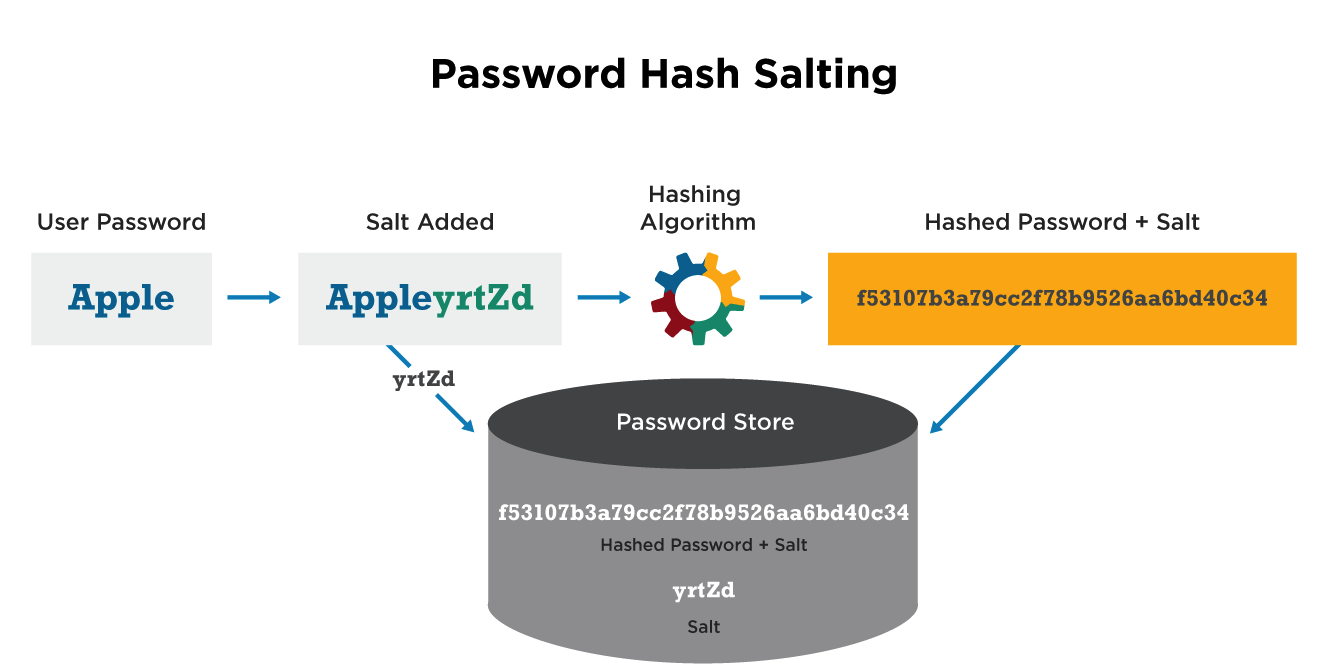 Password Hash Salting
User Password
Salt Added
Hashing
Algorithm
Hashed Password + Salt
Apple
AppleyrtZd
f53107b3a79cc2f78b9526aa6bd40c34
yrtZd
Password Store
f53107b3a79cc2f78b9526aa6bd40c34
Hashed Password + Salt
yrtZd
Salt